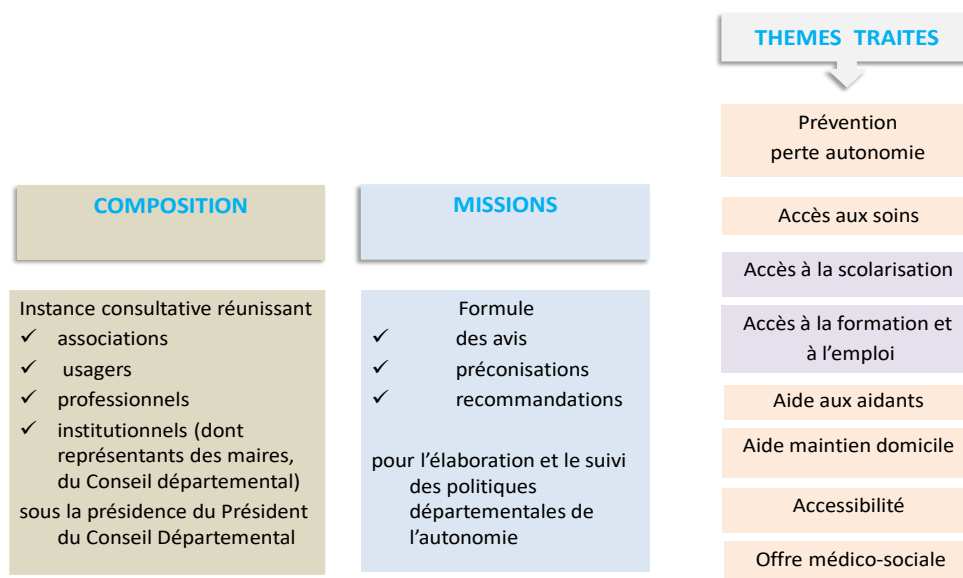 COMPOSITION
Instance consultative réunissant
✓ associations
✓ usagers
✓ professionnels
✓ institutionnels (dont
représentants des maires,
du Conseil départemental)
sous la présidence du Président
du Conseil Départemental
MISSIONS
Formule
✓ des avis
✓ préconisations
✓ recommandations
pour l’élaboration et le suivi
des politiques
départementales de
l’autonomie
THEMES TRAITES
Prévention
perte autonomie
Accès aux soins
Accès à la scolarisation
Accès à la formation et
à l’emploi
Aide aux aidants
Aide maintien domicile
Accessibilité
Offre médico-sociale